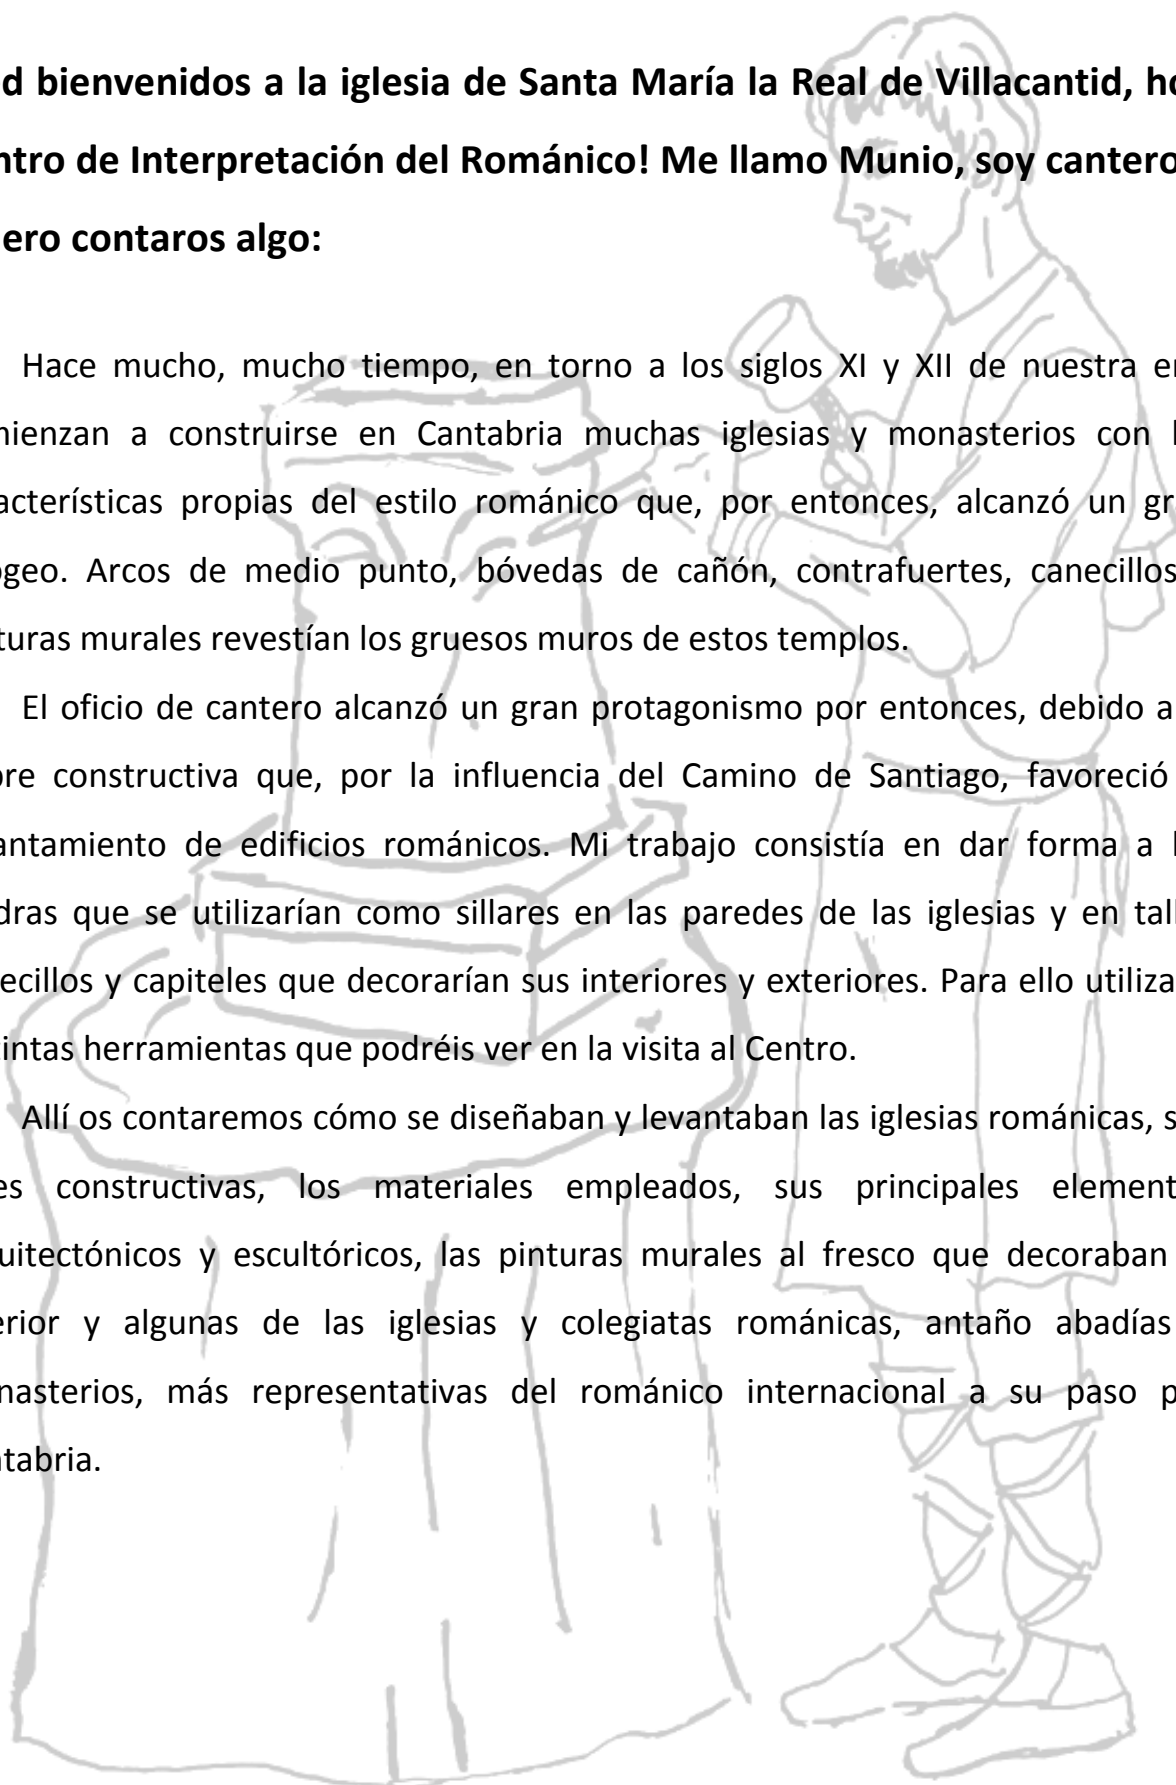 d bienvenidos a la iglesia de Santa María la Real de Villacantid, ho
ntro de Interpretación del Románico! Me llamo Munio, soy cantero
ero contaros algo:
Hace mucho, mucho tiempo, en torno a los siglos XI y XII de nuestra er
mienzan a construirse en Cantabria muchas iglesias y monasterios con l
racterísticas propias del estilo románico que, por entonces, alcanzó un gr
ogeo. Arcos de medio punto, bóvedas de cañón, contrafuertes, canecillos
turas murales revestían los gruesos muros de estos templos.
El oficio de cantero alcanzó un gran protagonismo por entonces, debido a
bre constructiva que, por la influencia del Camino de Santiago, favoreció
antamiento de edificios románicos. Mi trabajo consistía en dar forma a l
dras que se utilizarían como sillares en las paredes de las iglesias y en tall
ecillos y capiteles que decorarían sus interiores y exteriores. Para ello utiliza
tintas herramientas que podréis ver en la visita al Centro.
Allí os contaremos cómo se diseñaban y levantaban las iglesias románicas, s
es constructivas, los materiales empleados, sus principales element
uitectónicos y escultóricos, las pinturas murales al fresco que decoraban
erior y algunas de las iglesias y colegiatas románicas, antaño abadías
nasterios, más representativas del románico internacional a su paso p
ntabria.